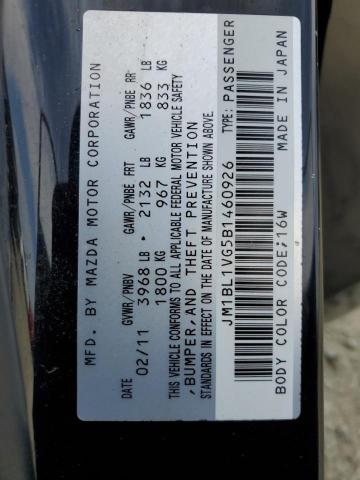 MFD. BY MAZDA MOTOR CORPORATION
DATE GVWR/PNBV GAWR/PNBE FRT GAWR/PNBE RR
02/11 3968 LB • 2132 LB 1836 LB
1800 KG 967 KG 833 KG
THIS VEHICLE CONFORMS TO ALL APPLICABLE FEDERAL MOTOR VEHICLE SAFETY
,BUMPER,AND THEFT PREVENTION
STANDARDS IN EFFECT ON THE DATE OF MANUFACTURE SHOWN ABOVE.
JM1BL1VG5B1460926 TYPE: PASSENGER
BODY COLOR CODE;16W MADE IN JAPAN